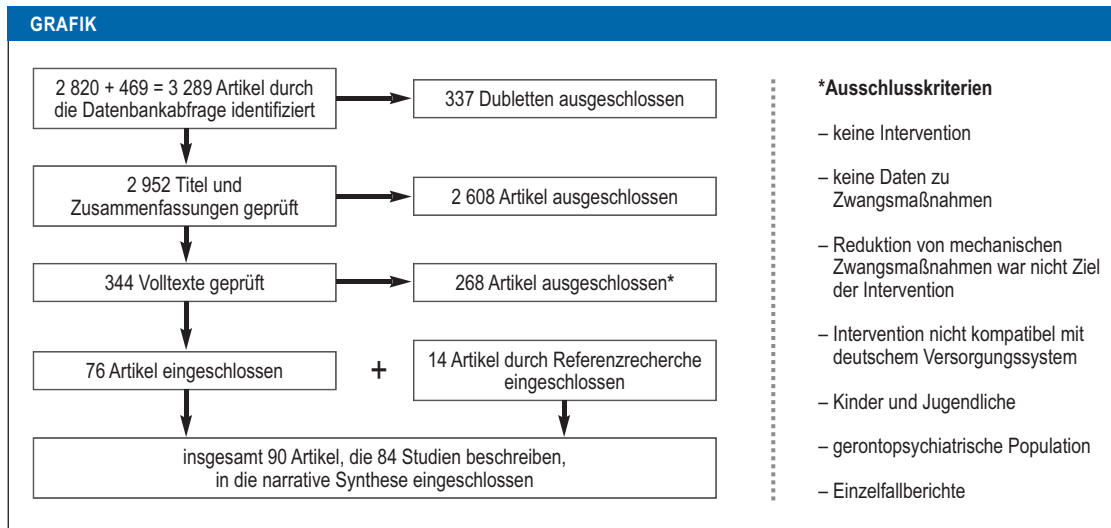 GRAFIK
2 820 + 469 = 3 289 Artikel durch
die Datenbankabfrage identifiziert
337 Dubletten ausgeschlossen
2 952 Titel und
Zusammenfassungen geprüft
2 608 Artikel ausgeschlossen
344 Volltexte geprüft
268 Artikel ausgeschlossen*
76 Artikel eingeschlossen
+
14 Artikel durch Referenzrecherche
eingeschlossen
insgesamt 90 Artikel, die 84 Studien beschreiben,
in die narrative Synthese eingeschlossen
*Ausschlusskriterien
– keine Intervention
– keine Daten zu
Zwangsmaßnahmen
– Reduktion von mechanischen
Zwangsmaßnahmen war nicht Ziel
der Intervention
– Intervention nicht kompatibel mit
deutschem Versorgungssystem
– Kinder und Jugendliche
– gerontopsychiatrische Population
– Einzelfallberichte